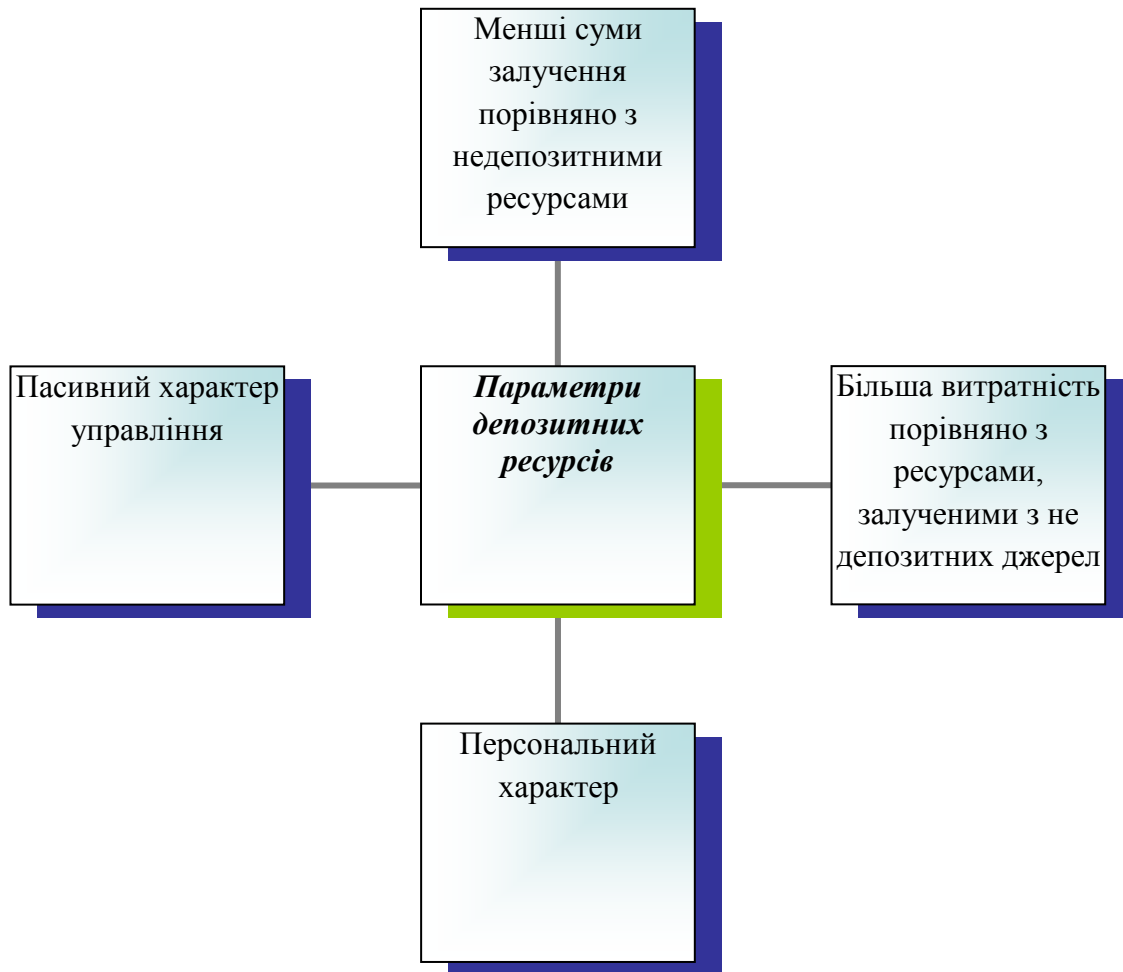 Менші суми
залучення
порівняно з
недепозитними
ресурсами
Пасивний характер
управління
Параметри
депозитних
ресурсів
Більша витратність
порівняно з
ресурсами,
залученими з не
депозитних джерел
Персональний
характер